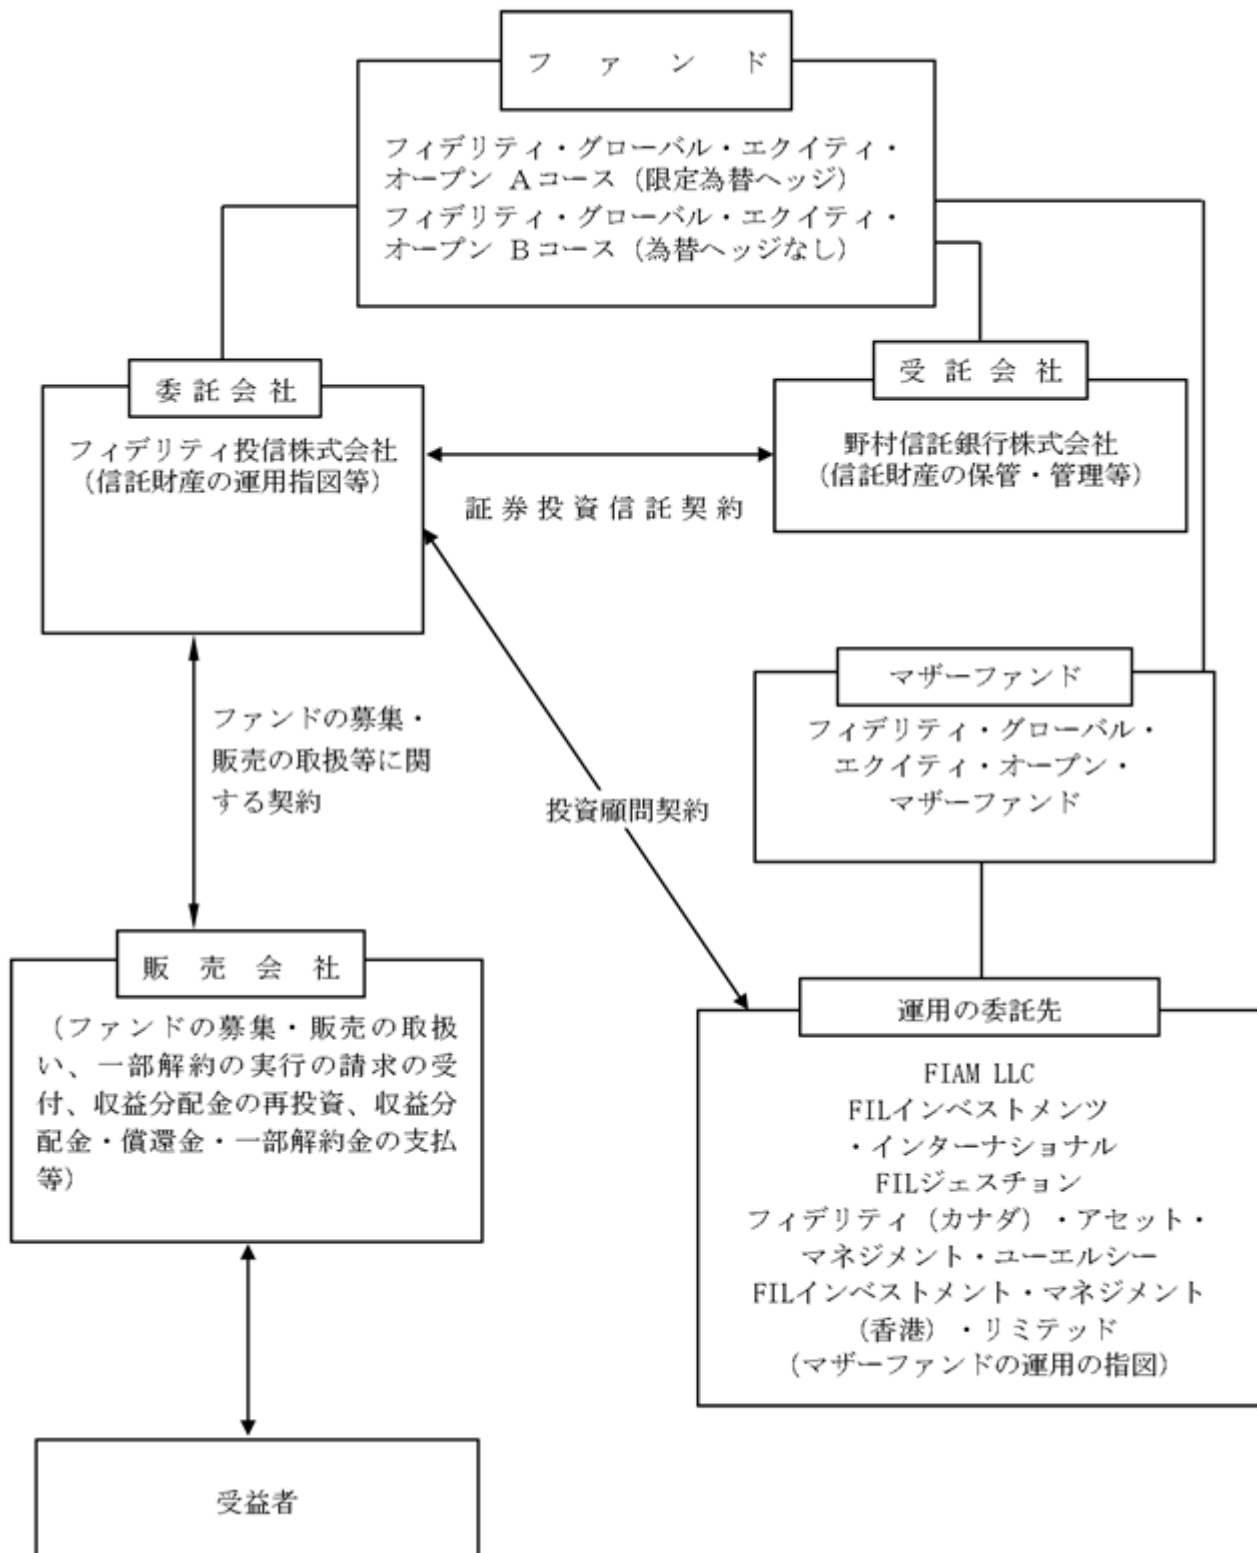 ファンド
フィデリティ・グローバル・エクイティ・
オープン Aコース（限定為替ヘッジ）
フィデリティ・グローバル・エクイティ・
オープン Bコース（為替ヘッジなし）
委託会社
フィデリティ投信株式会社
（信託財産の運用指図等）
受託会社
野村信託銀行株式会社
（信託財産の保管・管理等）
証券投資信託契約
ファンドの募集・
販売の取扱等に関
する契約
投資顧問契約
マザーファンド
フィデリティ・グローバル・
エクイティ・オープン・
マザーファンド
販売会社
（ファンドの募集・販売の取扱
い、一部解約の実行の請求の受
付、収益分配金の再投資、収益分
配金・償還金・一部解約金の支払
等）
運用の委託先
FIAM LLC
FILインベストメンツ
・インターナショナル
FILジェスチョン
フィデリティ（カナダ）・アセット・
マネジメント・ユーエルシー
FILインベストメント・マネジメント
（香港）・リミテッド
（マザーファンドの運用の指図）
受益者